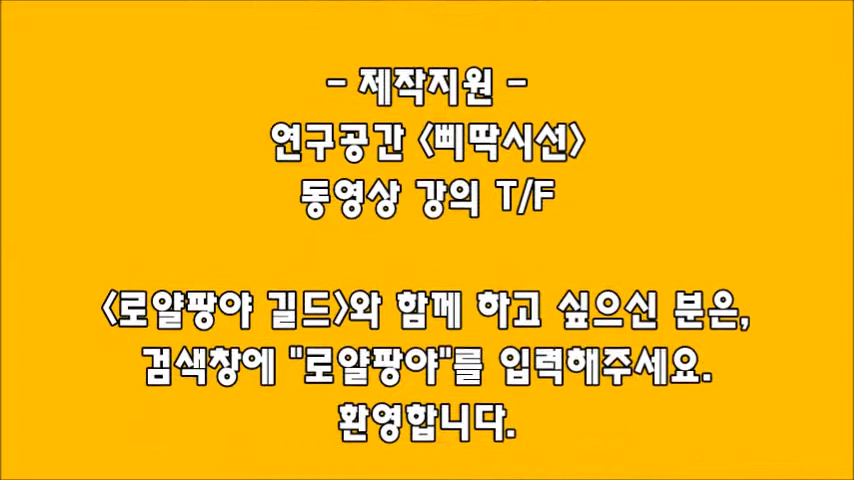 - 제작지원 -
연구공간 <삐딱시선>
동영상 강의 T/F
<로얄팡야 길드>와 함께 하고 싶으신 분은,
검색창에 "로얄팡야"를 입력해주세요.
환영합니다.